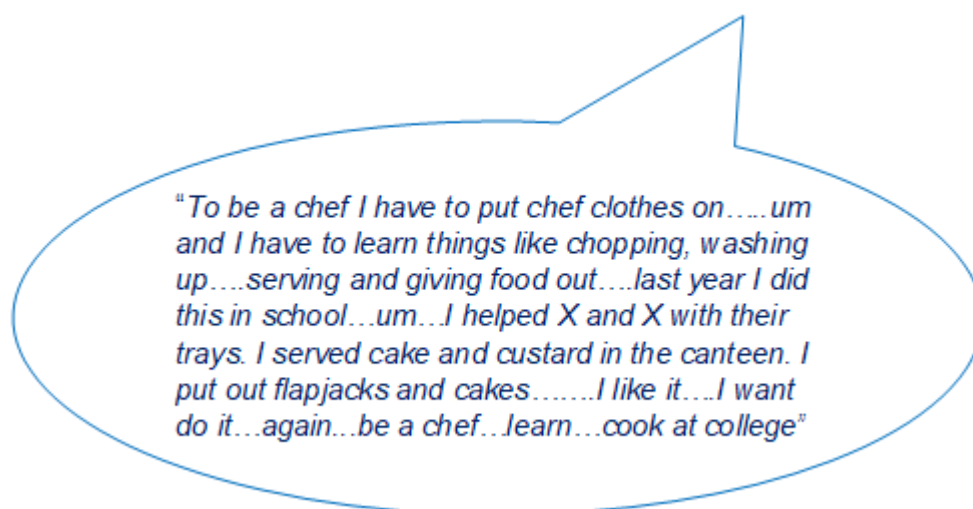 “To be a chef I have to put chef clothes on…..um
and I have to learn things like chopping, washing
up….serving and giving food out….last year I did
this in school…um…I helped X and X with their
trays. I served cake and custard in the canteen. I
put out flapjacks and cakes…….I like it….I want
do it…again...be a chef…learn…cook at college”